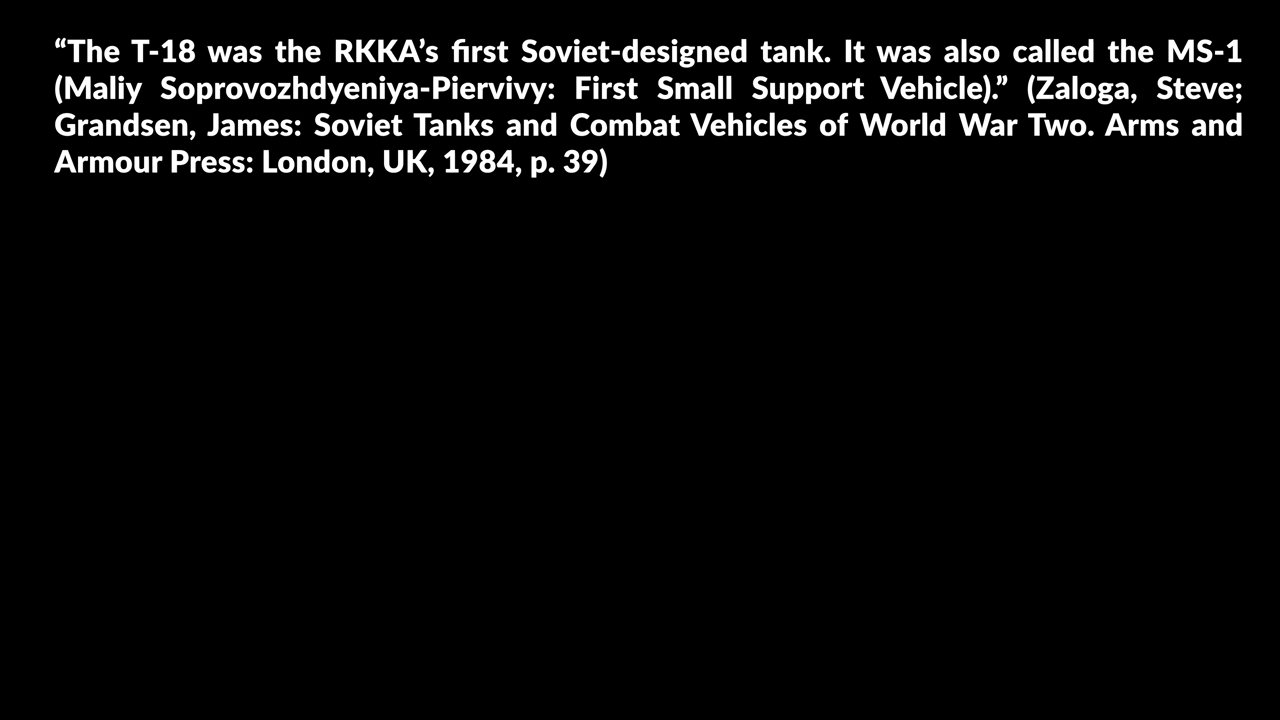 “The T-18 was the RKKA’s first Soviet-designed tank. It was also called the MS-1
(Maliy Soprovozhdyeniya-Piervivy: First Small Support Vehicle).” (Zaloga, Steve;
Grandsen, James: Soviet Tanks and Combat Vehicles of World War Two. Arms and
Armour Press: London, UK, 1984, p. 39)